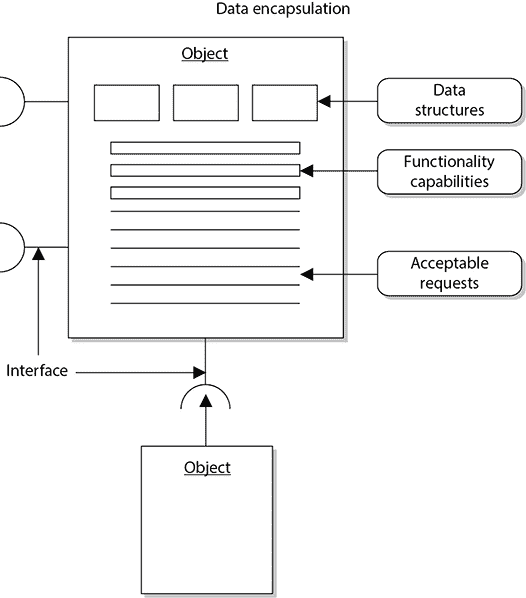 Data encapsulation
Object
Data
structures
Functionality
capabilities
Acceptable
requests
Interface
Object